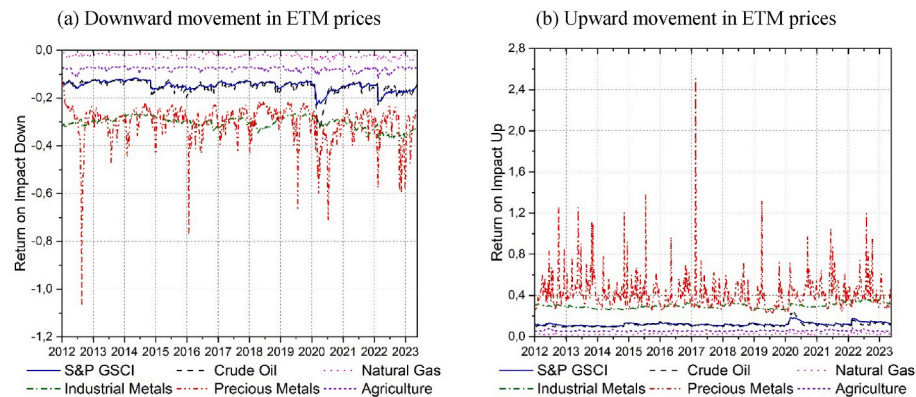 (a) Downward movement in ETM prices
0,0
-0,2
-0,4
-0,6
-0,8
-1,0
-1,2
Return on Impact Down
2012 2013 2014 2015 2016 2017 2018 2019 2020 2021 2022 2023
S&P GSCI Crude Oil Natural Gas
Industrial Metals Precious Metals Agriculture
(b) Upward movement in ETM prices
2,8
2,4
2,0
1,6
1,2
0,8
0,4
0,0
Return on Impact Up
2012 2013 2014 2015 2016 2017 2018 2019 2020 2021 2022 2023
S&P GSCI Crude Oil Natural Gas
Industrial Metals Precious Metals Agriculture